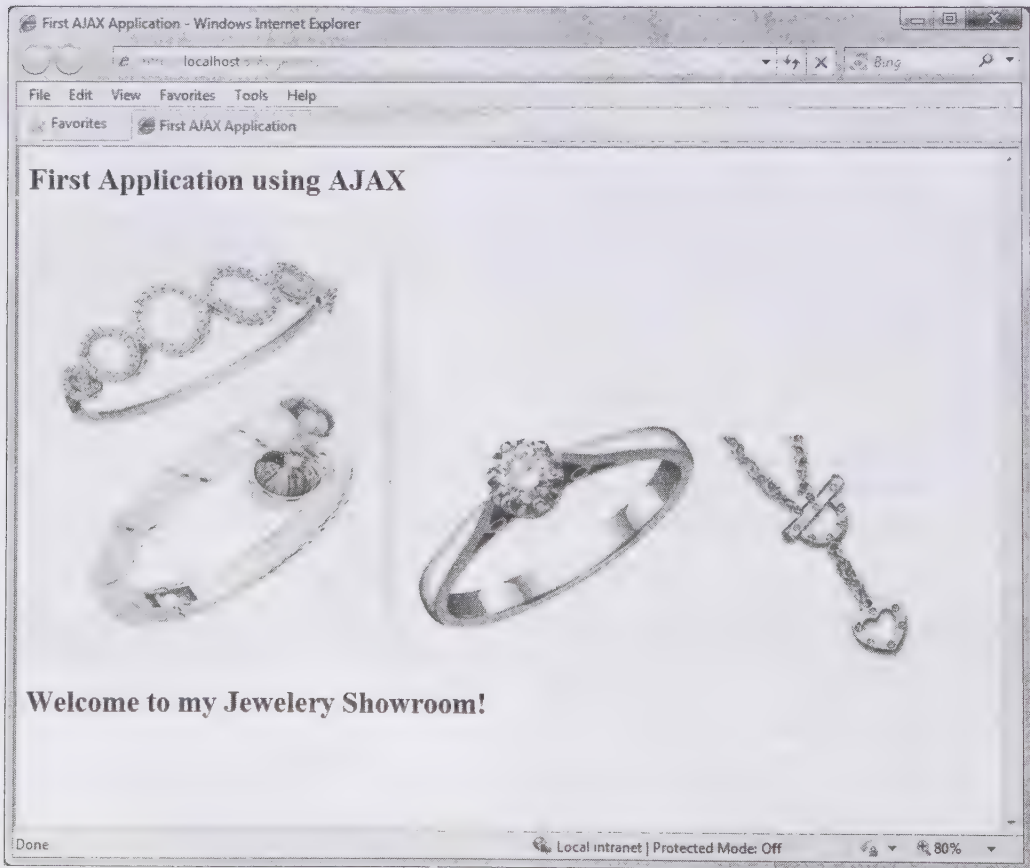 First AJAX Application - Windows Internet Explorer
localhost
Bing
File Edit View Favorites Tools Help
Favorites First AJAX Application
First Application using AJAX
Welcome to my Jewelery Showroom!
Done Local intranet | Protected Mode: Off 80%